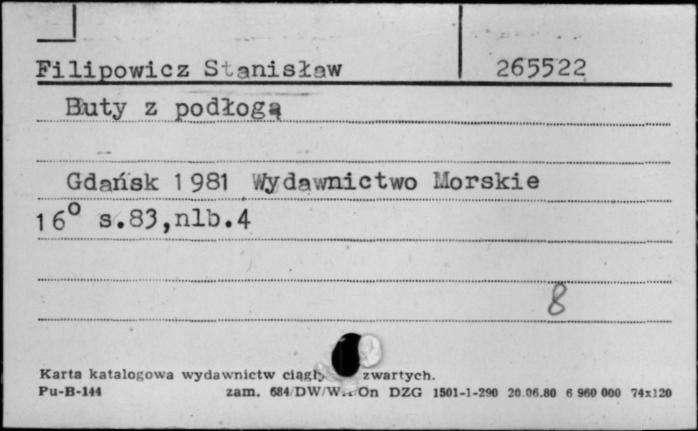 Filipowicz Stanisław 265522
Buty z podłogą
Gdańsk 1981 Wydawnictwo Morskie
16° s.83,nlb.4
8
Karta katalogowa wydawnictw zwartych.
Pu-B-144 zam. 684/DW/ On DZG 1501-1-290 20.06.80 6 960 000 74x120